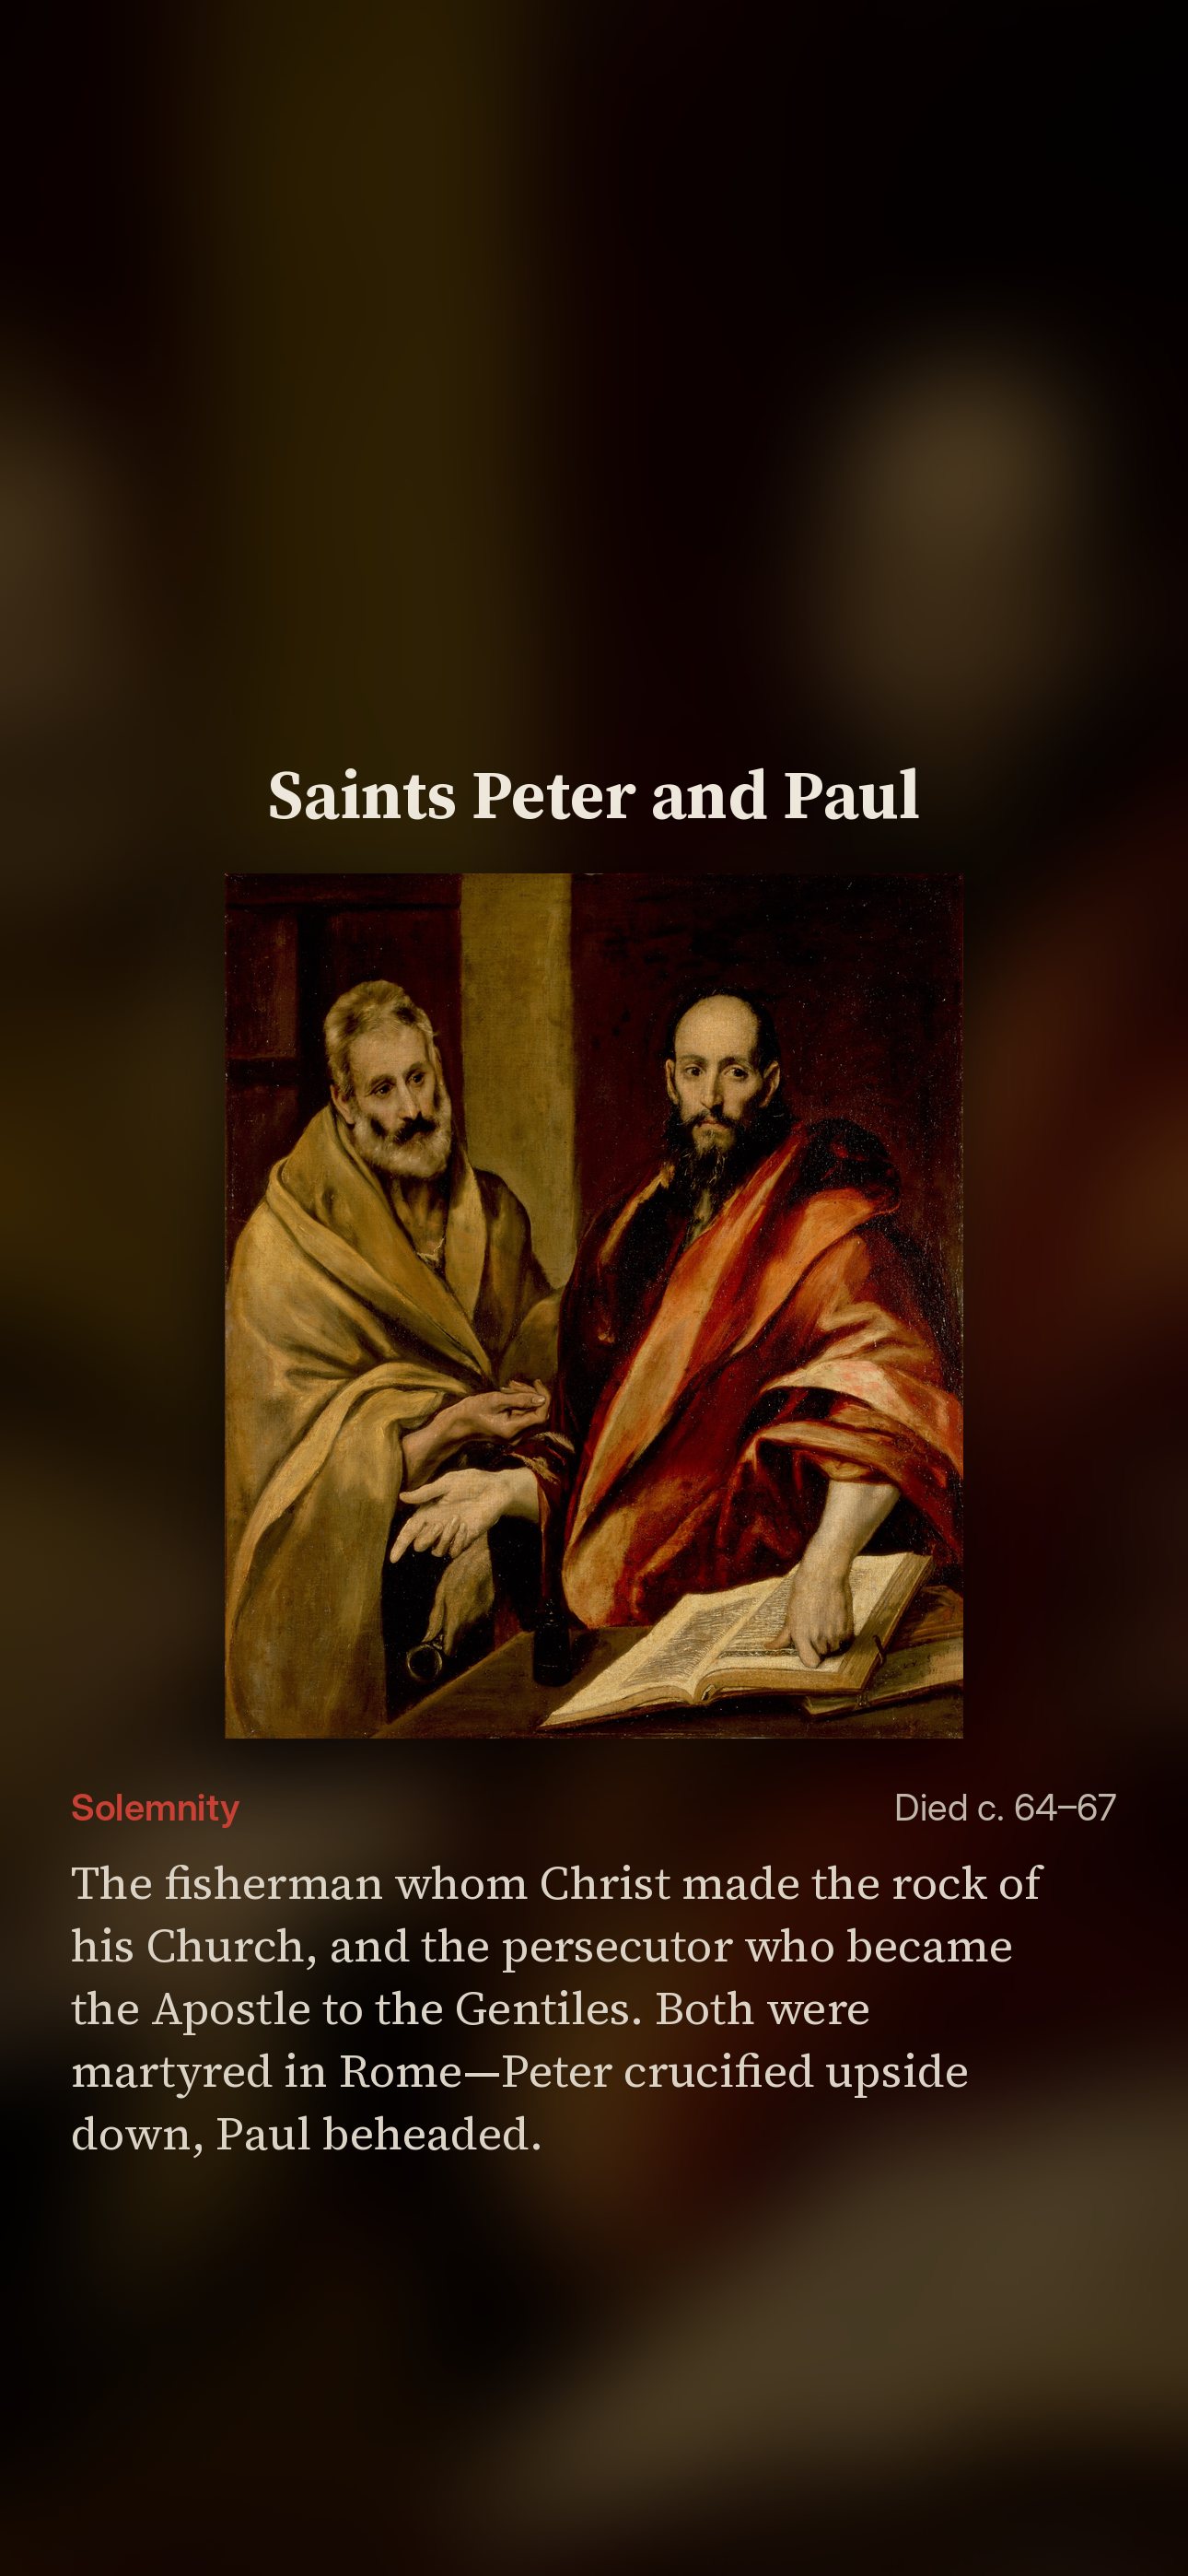 Saints Peter and Paul
Solemnity
Died c. 64–67
The fisherman whom Christ made the rock of
his Church, and the persecutor who became
the Apostle to the Gentiles. Both were
martyred in Rome—Peter crucified upside
down, Paul beheaded.